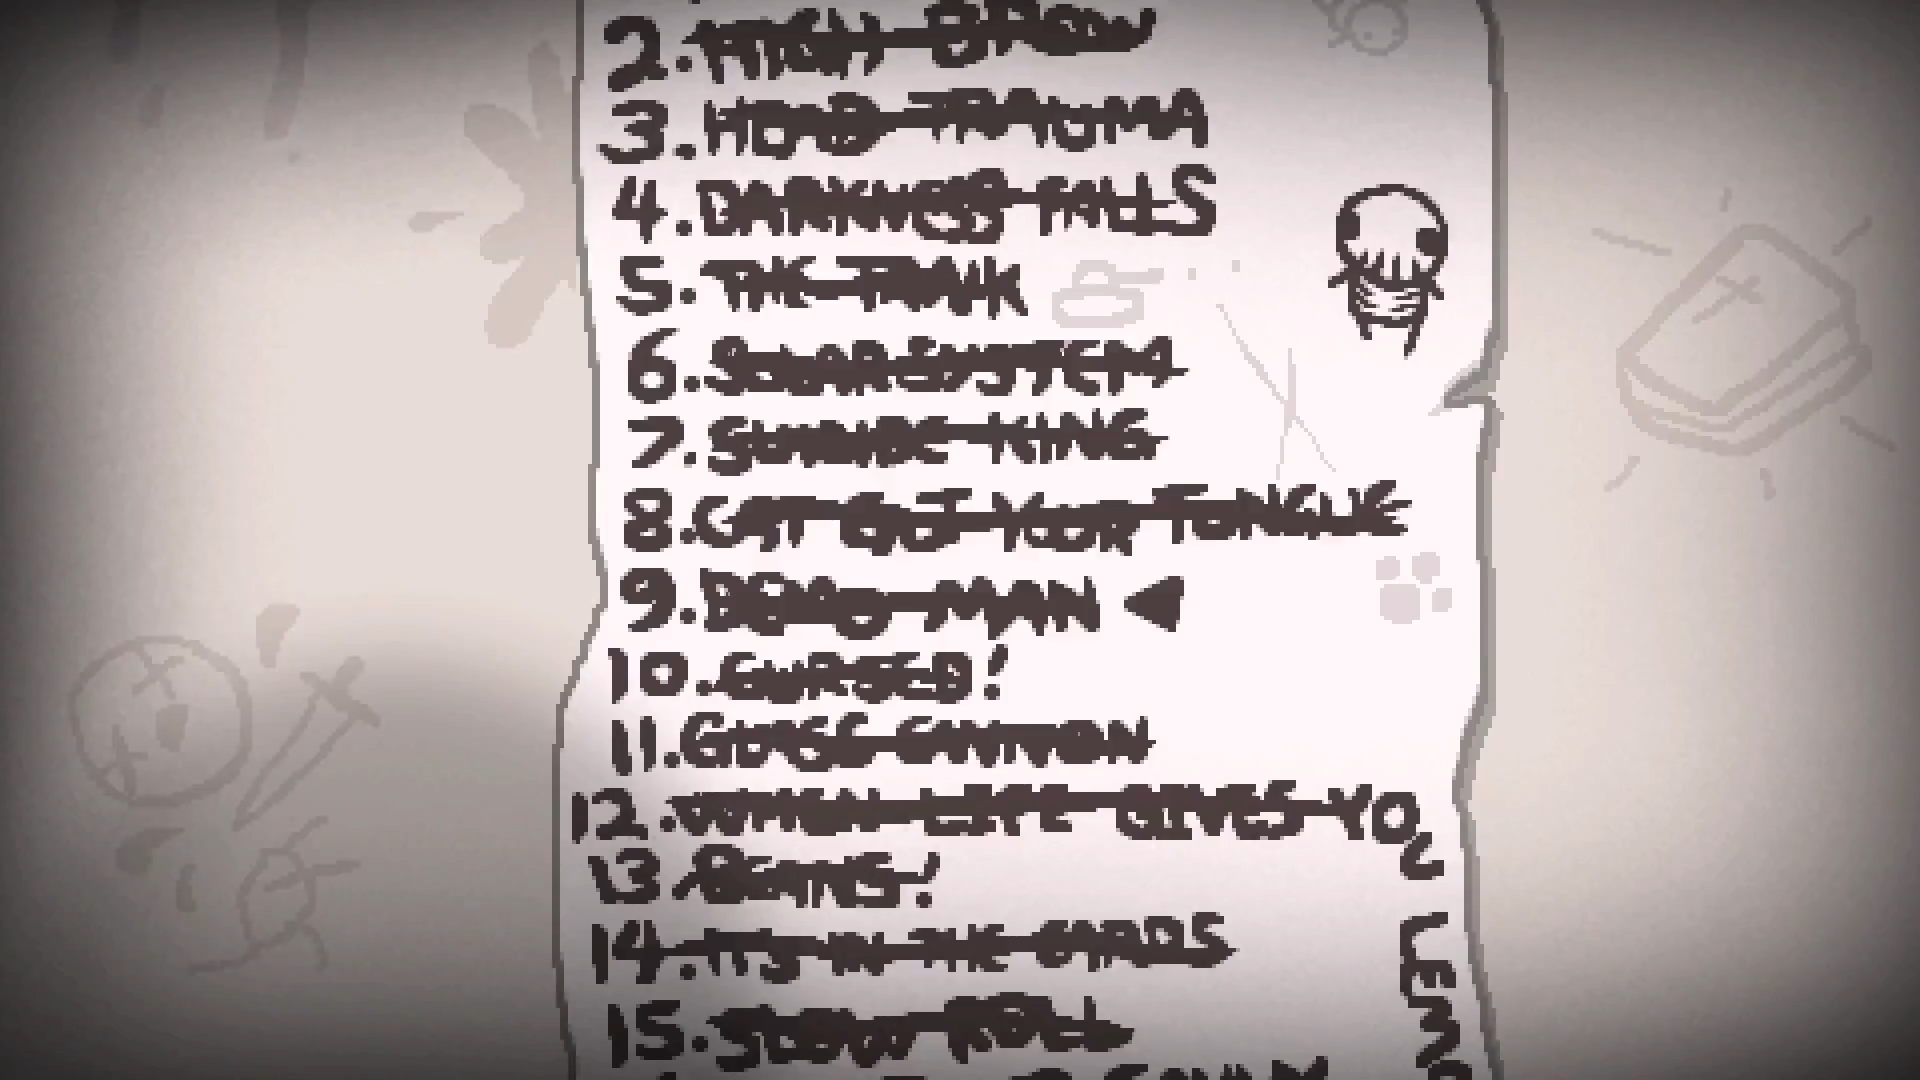 2. HIGH BROW
3. HEAD TRAUMA
4. DARKNESS FALLS
5. THE TANK
6. SOLAR SYSTEM
7. SUICIDE KING
8. CAT GOT YOUR TONGUE
9. DEMO MAN
10. CURSED!
11. GLASS CANNON
12. WHEN LIFE GIVES YOU LEMO
13 BEANS!
14. ITS IN THE CARDS
15. SLOW ROLL